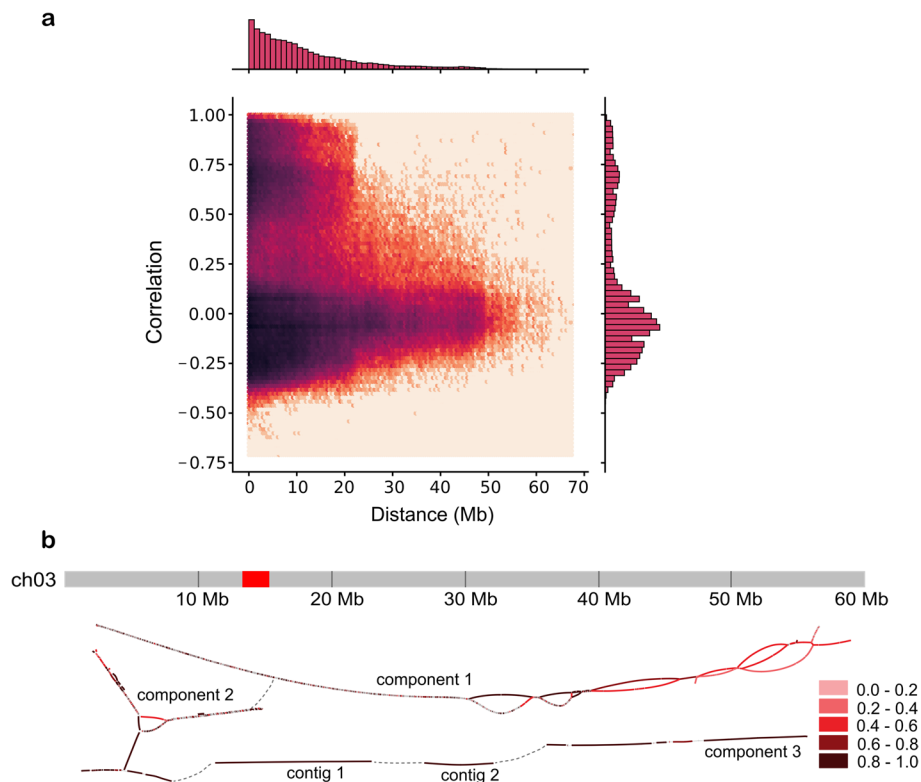 a
1.00
0.75
0.50
0.25
0.00
−0.25
−0.50
−0.75
Correlation
0 10 20 30 40 50 60 70
Distance (Mb)
b
ch03
10 Mb 20 Mb 30 Mb 40 Mb 50 Mb 60 Mb
component 1
component 2
0.0 - 0.2
0.2 - 0.4
0.4 - 0.6
0.6 - 0.8
0.8 - 1.0
component 3
contig 1 contig 2